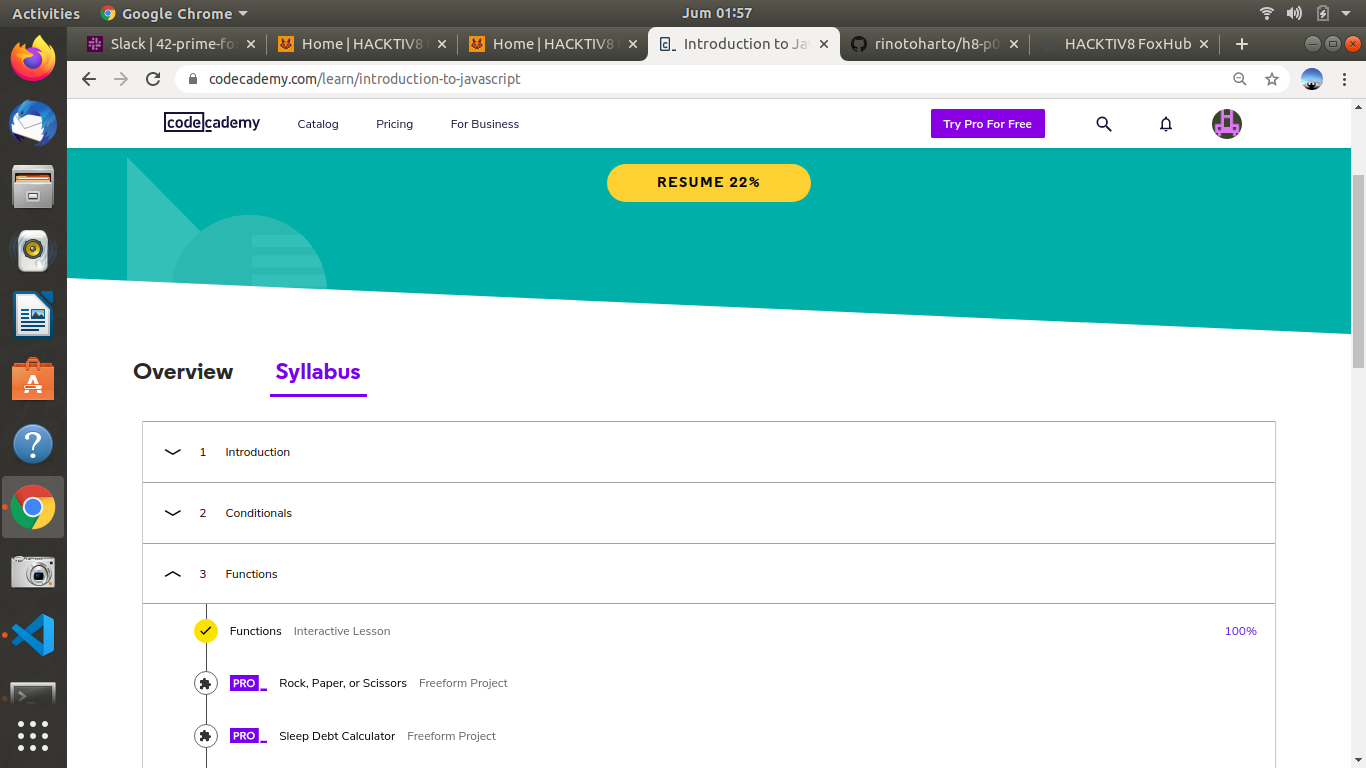 Activities Google Chrome Jum 01:57
Slack | 42-prime-fo Home | HACKTIV8 Home | HACKTIV8 Introduction to Ja rinotoharto/h8-p0 HACKTIV8 FoxHub
codecademy.com/learn/introduction-to-javascript
codecademy Catalog Pricing For Business Try Pro For Free
RESUME 22%
Overview Syllabus
1 Introduction
2 Conditionals
3 Functions
Functions Interactive Lesson 100%
PRO Rock, Paper, or Scissors Freeform Project
PRO Sleep Debt Calculator Freeform Project